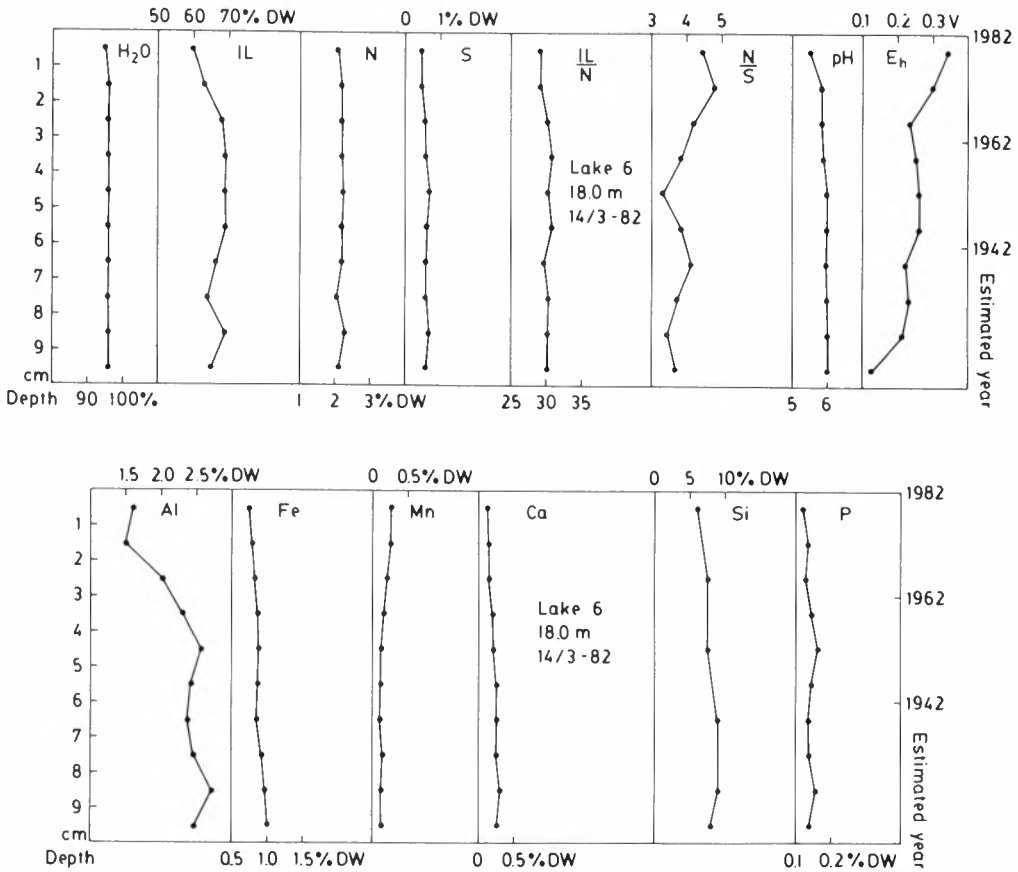 50 60 70% DW 0 1% DW 3 4 5 0.1 0.2 0.3 V
H2O IL N S IL/N N/S pH Eh
1
2
3
4
5
6
7
8
9
cm
Depth 90 100% 1 2 3% DW 25 30 35 5 6
Lake 6
18.0 m
14/3-82
1982
1962
1942
Estimated year
1.5 2.0 2.5% DW 0 0.5% DW 0 5 10% DW
Al Fe Mn Ca Si P
1
2
3
4
5
6
7
8
9
cm
Depth 0.5 1.0 1.5% DW 0 0.5% DW 0.1 0.2% DW
Lake 6
18.0 m
14/3-82
1982
1962
1942
Estimated year